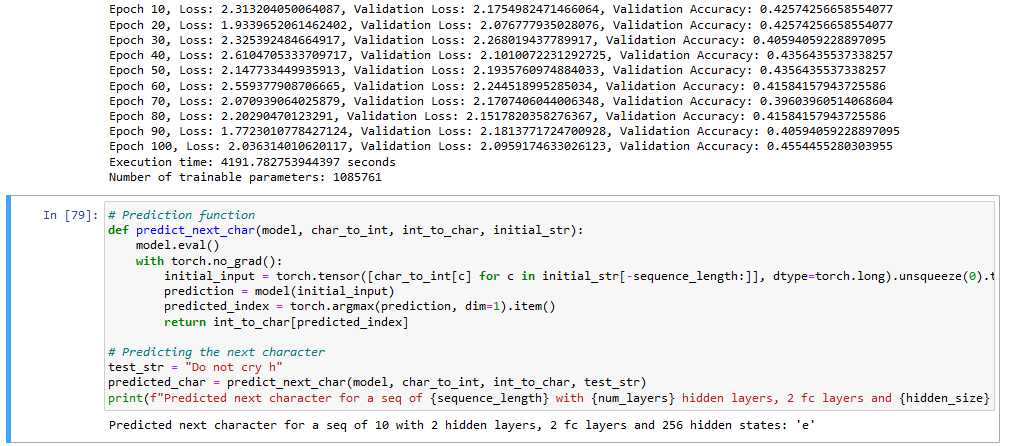 Epoch 10, Loss: 2.313204050064087, Validation Loss: 2.1754982471466064, Validation Accuracy: 0.42574256658554077
Epoch 20, Loss: 1.9339652061462402, Validation Loss: 2.076777935028076, Validation Accuracy: 0.42574256658554077
Epoch 30, Loss: 2.325392484664917, Validation Loss: 2.268019437789917, Validation Accuracy: 0.40594059228897095
Epoch 40, Loss: 2.6104705333709717, Validation Loss: 2.1010072231292725, Validation Accuracy: 0.4356435537338257
Epoch 50, Loss: 2.147733449935913, Validation Loss: 2.1935760974884033, Validation Accuracy: 0.4356435537338257
Epoch 60, Loss: 2.559377908706665, Validation Loss: 2.244518995285034, Validation Accuracy: 0.41584157943725586
Epoch 70, Loss: 2.070939064025879, Validation Loss: 2.1707406044006348, Validation Accuracy: 0.39603960514068604
Epoch 80, Loss: 2.20290470123291, Validation Loss: 2.1517820358276367, Validation Accuracy: 0.41584157943725586
Epoch 90, Loss: 1.7723010778427124, Validation Loss: 2.1813771724700928, Validation Accuracy: 0.40594059228897095
Epoch 100, Loss: 2.036314010620117, Validation Loss: 2.0959174633026123, Validation Accuracy: 0.4554455280303955
Execution time: 4191.782753944397 seconds
Number of trainable parameters: 1085761
In [79]: # Prediction function
def predict_next_char(model, char_to_int, int_to_char, initial_str):
    model.eval()
    with torch.no_grad():
        initial_input = torch.tensor([char_to_int[c] for c in initial_str[-sequence_length:]], dtype=torch.long).unsqueeze(0).t
        prediction = model(initial_input)
        predicted_index = torch.argmax(prediction, dim=1).item()
        return int_to_char[predicted_index]
# Predicting the next character
test_str = "Do not cry h"
predicted_char = predict_next_char(model, char_to_int, int_to_char, test_str)
print(f"Predicted next character for a seq of {sequence_length} with {num_layers} hidden layers, 2 fc layers and {hidden_size}
Predicted next character for a seq of 10 with 2 hidden layers, 2 fc layers and 256 hidden states: 'e'